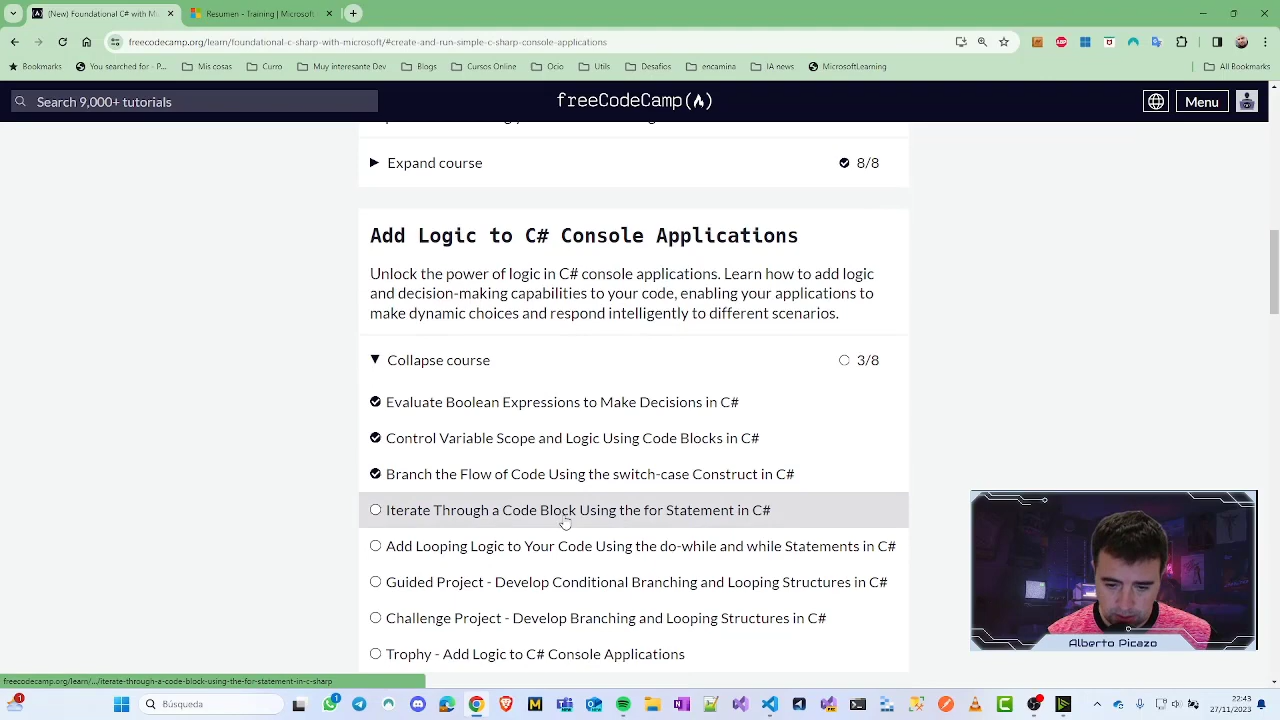 (New) Foundational C# with Mi
Resumen - Training | Microsoft
freecodecamp.org/learn/foundational-c-sharp-with-microsoft/#create-and-run-simple-c-sharp-console-applications
Bookmarks
You searched for - P...
Mis cosas
Curro
Muy interesante Dev
Blogs
Cursos Online
Ocio
Utils
Desafios
encamina
IA news
MicrosoftLearning
All Bookmarks
Search 9,000+ tutorials
freeCodeCamp
Menu
Expand course
8/8
Add Logic to C# Console Applications
Unlock the power of logic in C# console applications. Learn how to add logic
and decision-making capabilities to your code, enabling your applications to
make dynamic choices and respond intelligently to different scenarios.
Collapse course
3/8
Evaluate Boolean Expressions to Make Decisions in C#
Control Variable Scope and Logic Using Code Blocks in C#
Branch the Flow of Code Using the switch-case Construct in C#
Iterate Through a Code Block Using the for Statement in C#
Add Looping Logic to Your Code Using the do-while and while Statements in C#
Guided Project - Develop Conditional Branching and Looping Structures in C#
Challenge Project - Develop Branching and Looping Structures in C#
Trophy - Add Logic to C# Console Applications
Alberto Picazo
freecodecamp.org/learn/.../iterate-through-a-code-block-using-the-for-statement-in-c-sharp
Búsqueda
22:43
27/11/2023